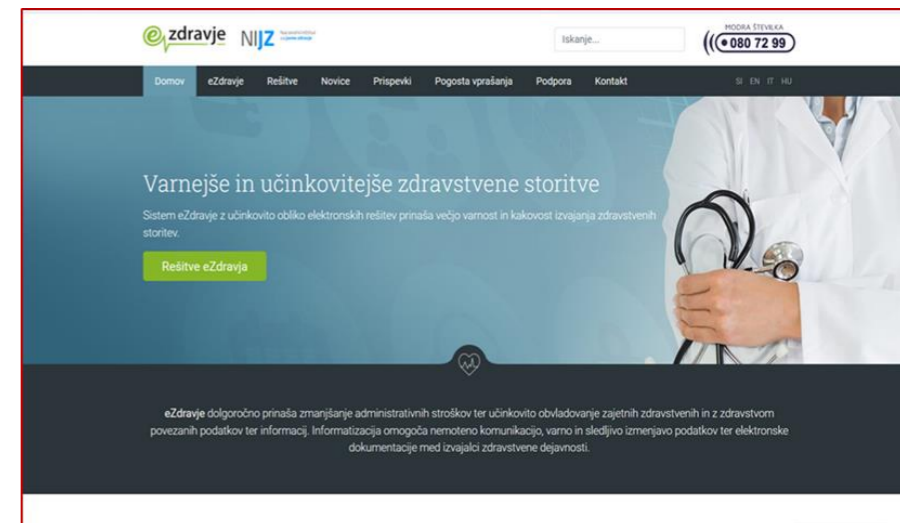 ezdravje NIJZ
Iskanje...
MODRA ŠTEVILKA
080 72 99
Domov eZdravje Rešitve Novice Prispevki Pogosta vprašanja Podpora Kontakt SI EN IT HU
Varnejše in učinkovitejše zdravstvene storitve
Sistem eZdravje z učinkovito obliko elektronskih rešitev prinaša večjo varnost in kakovost izvajanja zdravstvenih
storitev.
Rešitve eZdravja
eZdravje dolgoročno prinaša zmanjšanje administrativnih stroškov ter učinkovito obvladovanje zajetnih zdravstvenih in z zdravstvom
povezanih podatkov ter informacij. Informatizacija omogoča nemoteno komunikacijo, varno in sledljivo izmenjavo podatkov ter elektronske
dokumentacije med izvajalci zdravstvene dejavnosti.